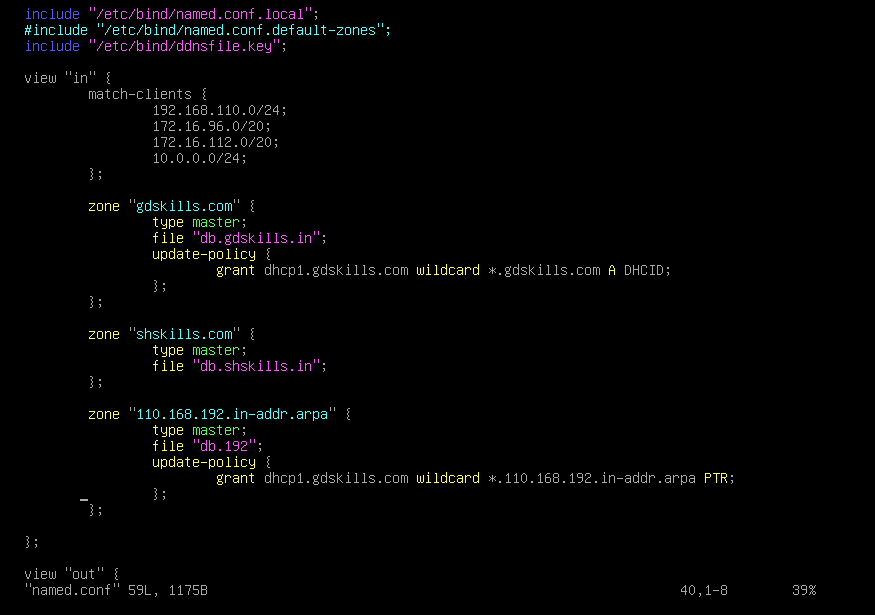 include "/etc/bind/named.conf.local";
#include "/etc/bind/named.conf.default-zones";
include "/etc/bind/ddnsfile.key";
view "in" {
match-clients {
192.168.110.0/24;
172.16.96.0/20;
172.16.112.0/20;
10.0.0.0/24;
};
zone "gdskills.com" {
type master;
file "db.gdskills.in";
update-policy {
grant dhcp1.gdskills.com wildcard *.gdskills.com A DHCID;
};
};
zone "shskills.com" {
type master;
file "db.shskills.in";
};
zone "110.168.192.in-addr.arpa" {
type master;
file "db.192";
update-policy {
grant dhcp1.gdskills.com wildcard *.110.168.192.in-addr.arpa PTR;
};
};
};
view "out" {
"named.conf" 59L, 1175B 40,1-8 39%